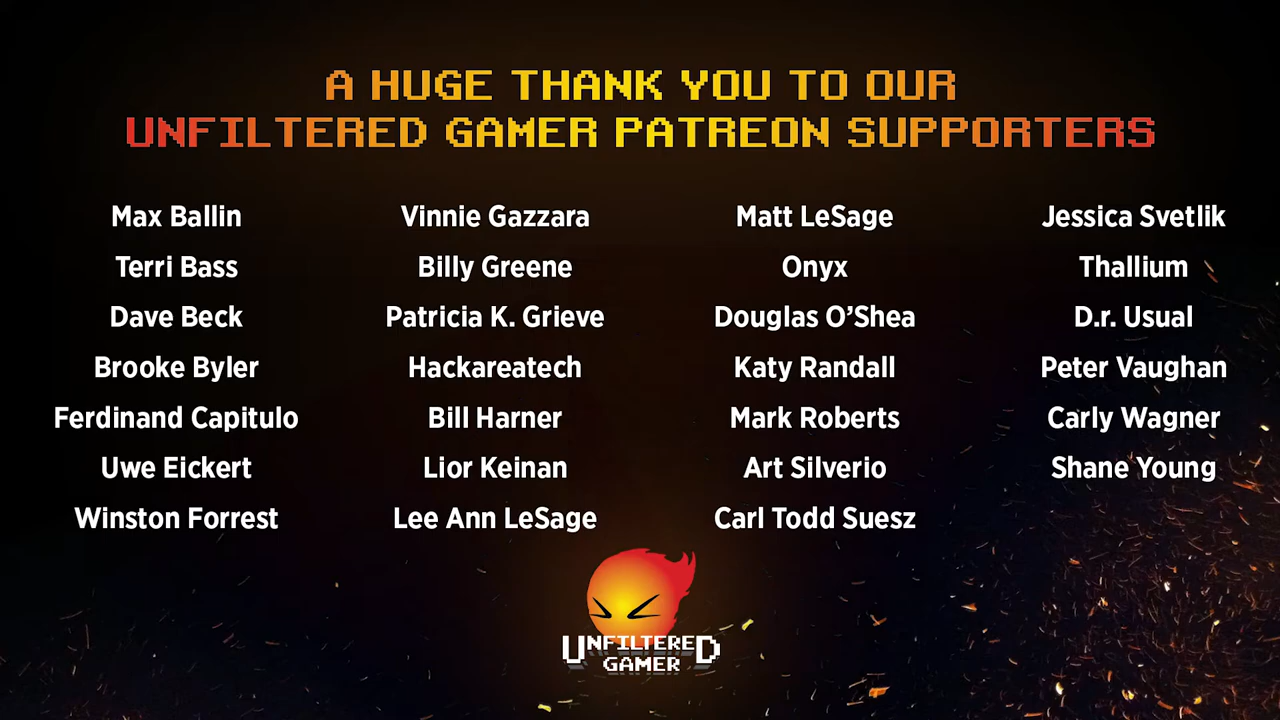 A HUGE THANK YOU TO OUR
UNFILTERED GAMER PATREON SUPPORTERS
Max Ballin
Terri Bass
Dave Beck
Brooke Byler
Ferdinand Capitulo
Uwe Eickert
Winston Forrest
Vinnie Gazzara
Billy Greene
Patricia K. Grieve
Hackareatech
Bill Harner
Lior Keinan
Lee Ann LeSage
Matt LeSage
Onyx
Douglas O’Shea
Katy Randall
Mark Roberts
Art Silverio
Carl Todd Suesz
Jessica Svetlik
Thallium
D.r. Usual
Peter Vaughan
Carly Wagner
Shane Young
UNFILTERED
GAMER